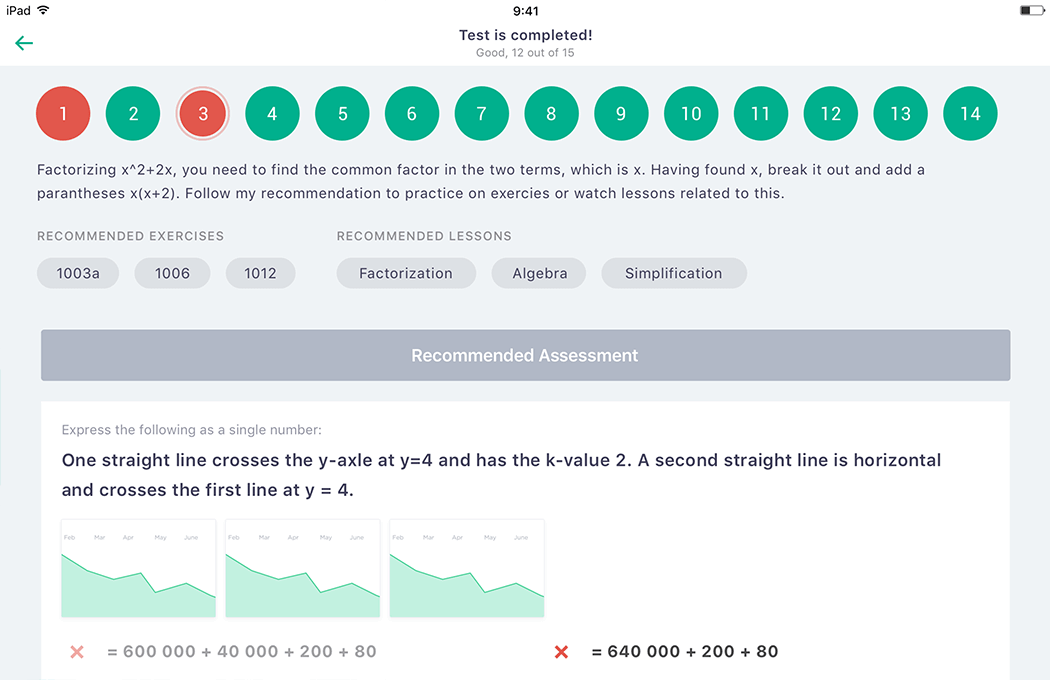 iPad 9:41
Test is completed!
Good, 12 out of 15
1 2 3 4 5 6 7 8 9 10 11 12 13 14
Factorizing x^2+2x, you need to find the common factor in the two terms, which is x. Having found x, break it out and add a
parantheses x(x+2). Follow my recommendation to practice on exercies or watch lessons related to this.
RECOMMENDED EXERCISES RECOMMENDED LESSONS
1003a 1006 1012 Factorization Algebra Simplification
Recommended Assessment
Express the following as a single number:
One straight line crosses the y-axle at y=4 and has the k-value 2. A second straight line is horizontal
and crosses the first line at y = 4.
Feb Mar Apr May June Feb Mar Apr May June Feb Mar Apr May June
= 600 000 + 40 000 + 200 + 80 = 640 000 + 200 + 80